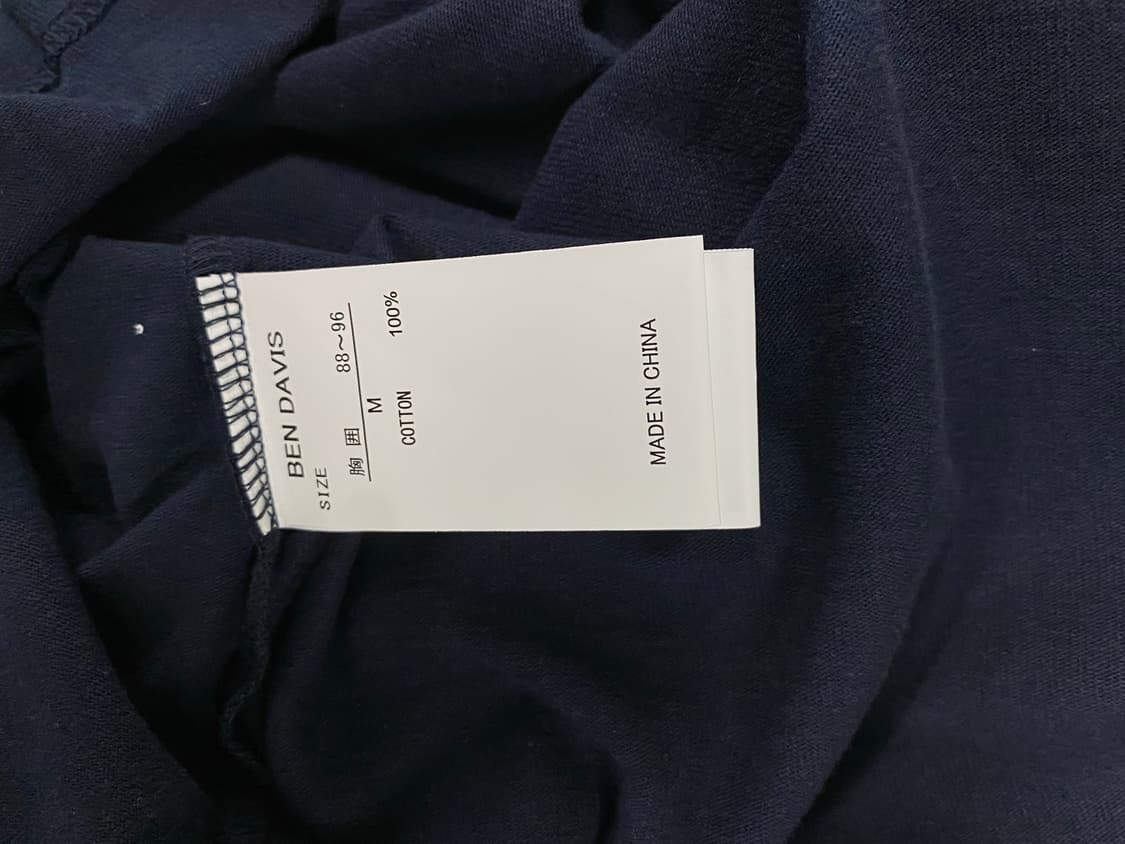 BEN DAVIS
SIZE
胸囲 88～96
M
COTTON 100%
MADE IN CHINA